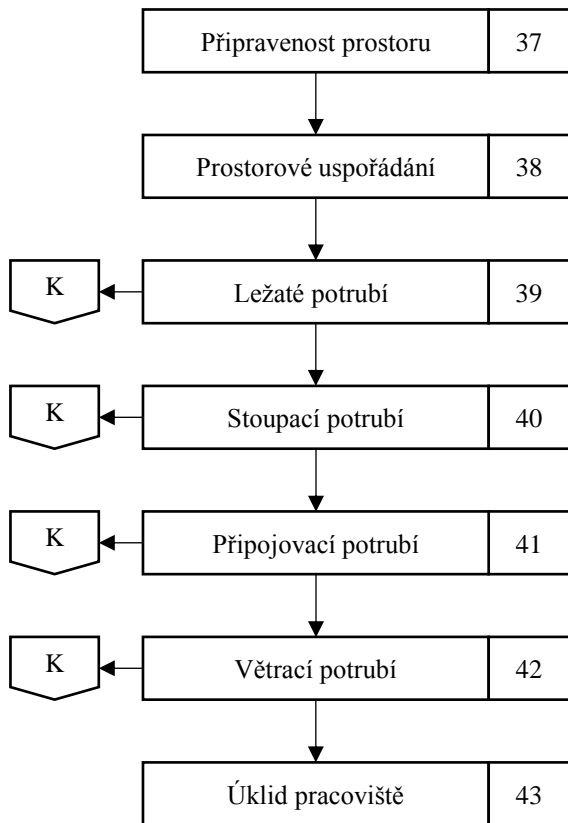 Připravenost prostoru 37
Prostorové uspořádání 38
K Ležaté potrubí 39
K Stoupací potrubí 40
K Připojovací potrubí 41
K Větrací potrubí 42
Úklid pracoviště 43